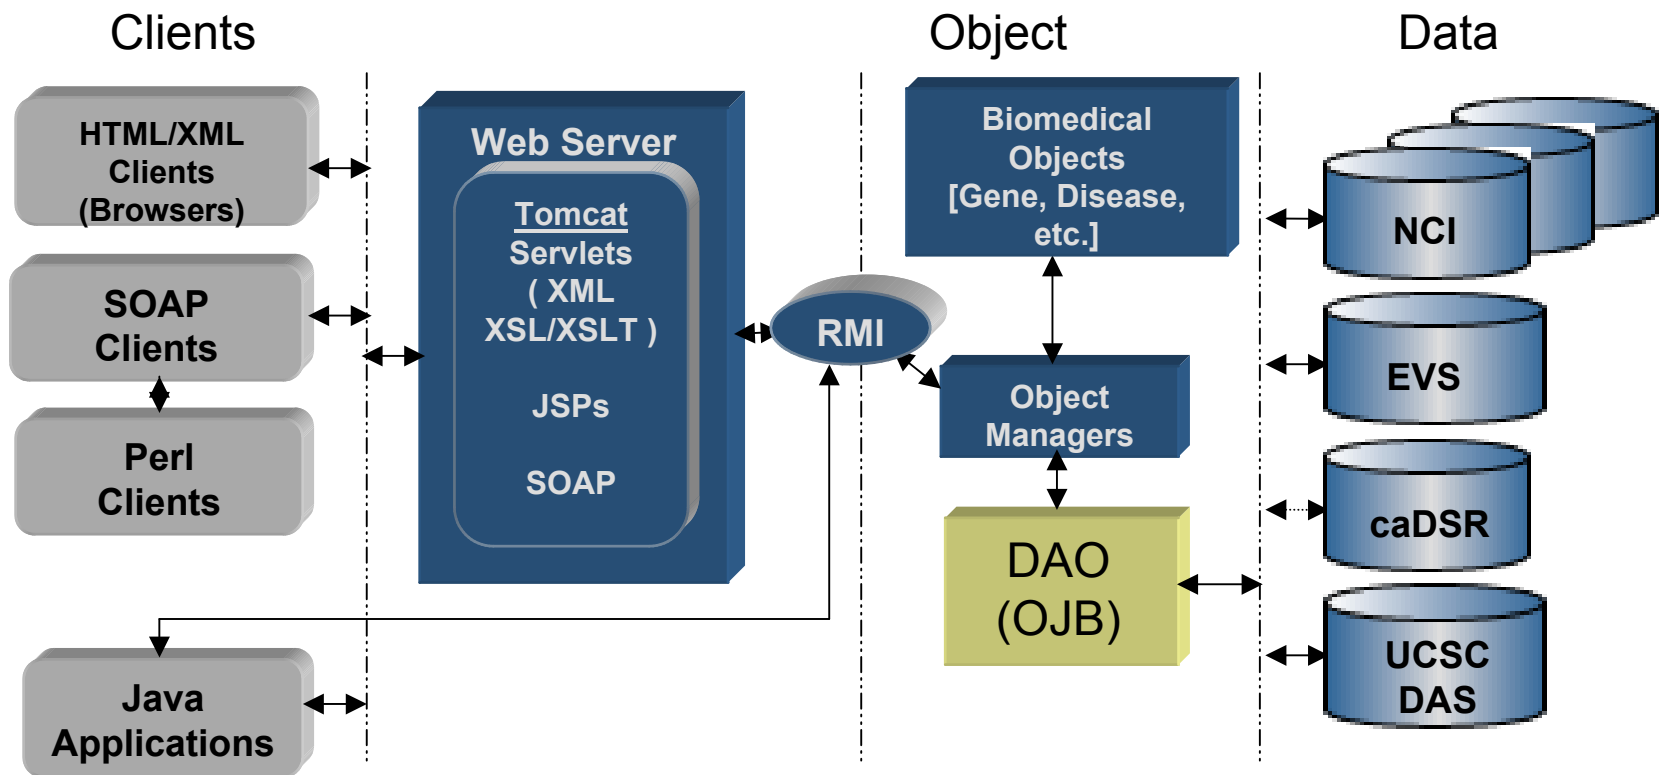 Clients
Object
Data
HTML/XML
Clients
(Browsers)
SOAP
Clients
Perl
Clients
Java
Applications
Web Server
Tomcat
Servlets
( XML
XSL/XSLT )
JSPs
SOAP
RMI
Biomedical
Objects
[Gene, Disease,
etc.]
Object
Managers
DAO
(OJB)
NCI
EVS
caDSR
UCSC
DAS